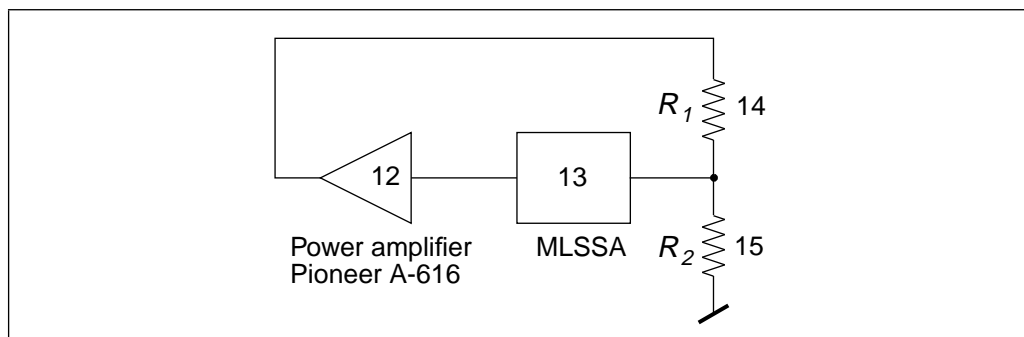 R1 14
12
13
Power amplifier
Pioneer A-616
MLSSA
R2 15